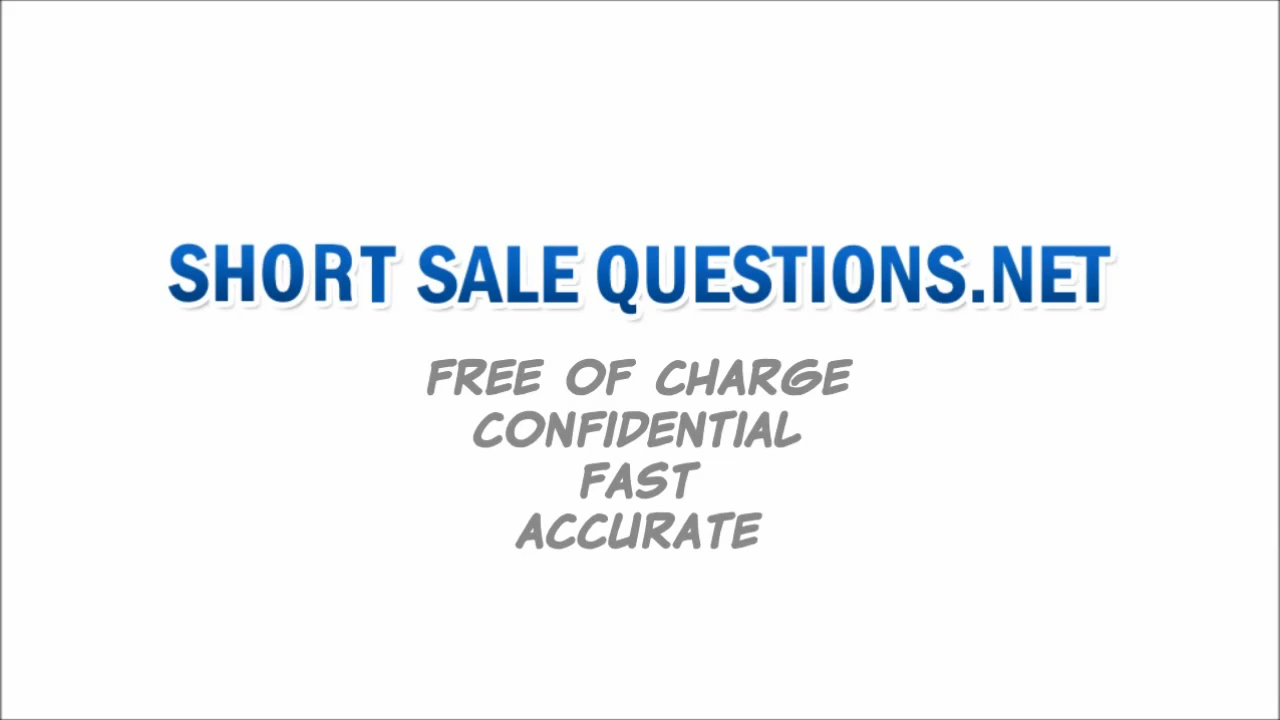 SHORT SALE QUESTIONS.NET
FREE OF CHARGE
CONFIDENTIAL
FAST
ACCURATE